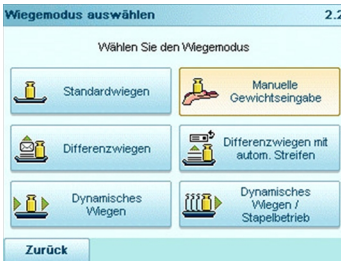 Wiegemodus auswählen 2.2
Wählen Sie den Wiegemodus
Standardwiegen
Manuelle
Gewichtseingabe
Differenzwiegen
Differenzwiegen mit
autom. Streifen
Dynamisches
Wiegen
Dynamisches
Wiegen /
Stapelbetrieb
Zurück